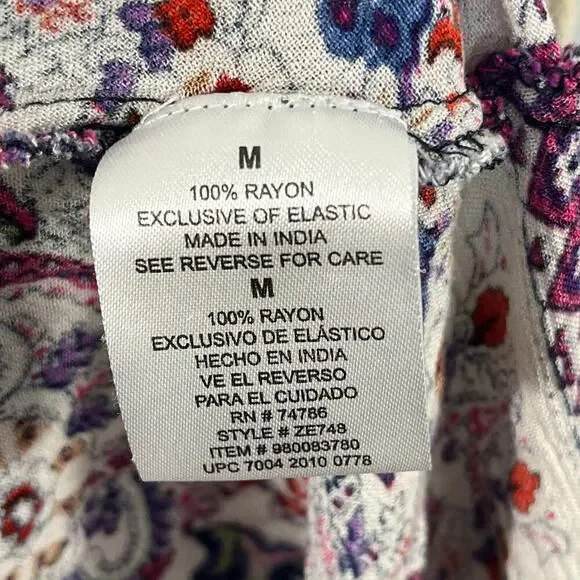 M
100% RAYON
EXCLUSIVE OF ELASTIC
MADE IN INDIA
SEE REVERSE FOR CARE
M
100% RAYON
EXCLUSIVO DE ELÁSTICO
HECHO EN INDIA
VE EL REVERSO
PARA EL CUIDADO
RN # 74786
STYLE # ZE748
ITEM # 980083780
UPC 7004 2010 0778